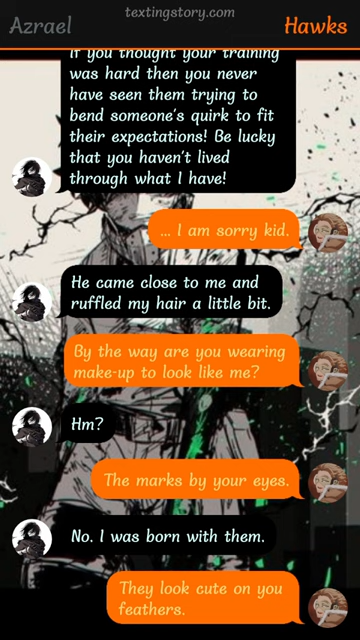 textingstory.com
Azrael
Hawks
If you thought your training
was hard then you never
have seen them trying to
bend someone's quirk to fit
their expectations! Be lucky
that you haven't lived
through what I have!
... I am sorry kid.
He came close to me and
ruffled my hair a little bit.
By the way are you wearing
make-up to look like me?
Hm?
The marks by your eyes.
No. I was born with them.
They look cute on you
feathers.